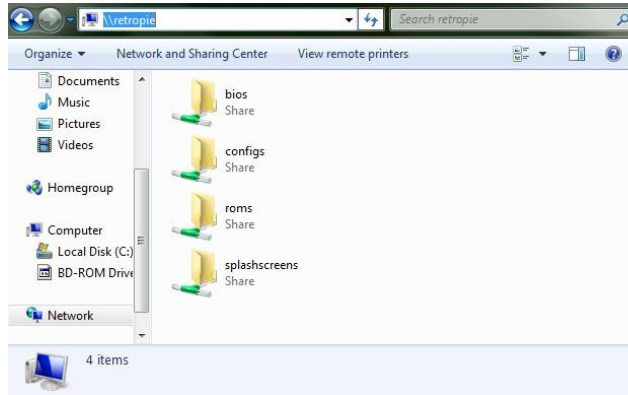 \\retropie
Search retropie
Organize
Network and Sharing Center
View remote printers
Documents
Music
Pictures
Videos
Homegroup
Computer
Local Disk (C:)
BD-ROM Drive
Network
bios
Share
configs
Share
roms
Share
splashscreens
Share
4 items